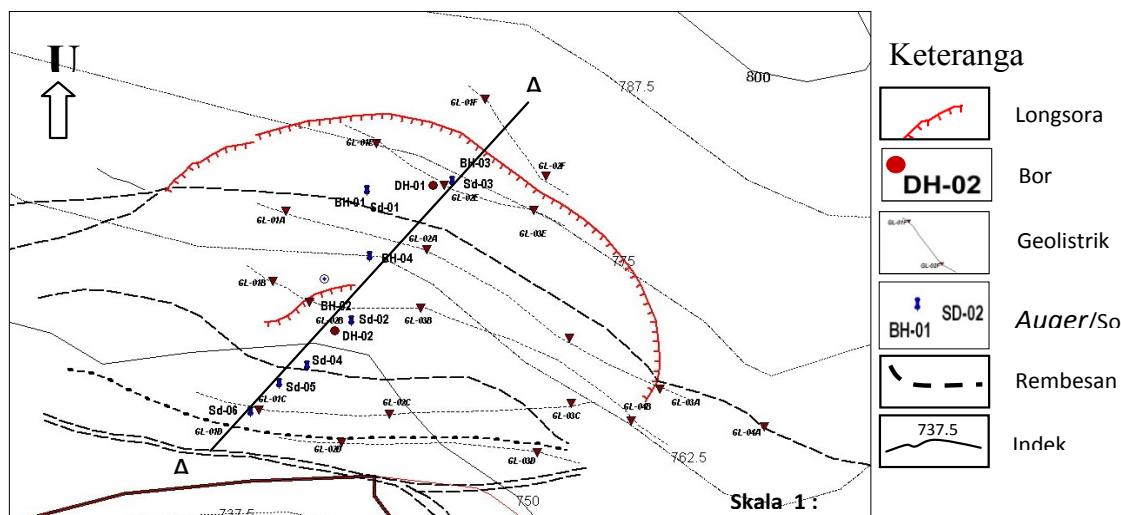 U
800
787.5
Δ
GL-01F
GL-01E
GL-02F
BH-03
Sd-03
DH-01
GL-02E
BH-01
Sd-01
GL-01A
GL-03E
GL-02A
BH-04
775
GL-01B
BH-02
GL-02B
Sd-02
GL-03B
DH-02
Sd-04
Sd-05
Sd-06
GL-01C
GL-02C
GL-03C
GL-04B
GL-03A
GL-01D
GL-04A
GL-02D
GL-03D
762.5
Δ
750
737.5
Skala 1 :
Keteranga
Longsora
DH-02
Bor
GL-01F
GL-02F
Geolistrik
SD-02
BH-01
Auger/So
Rembesan
737.5
Indek